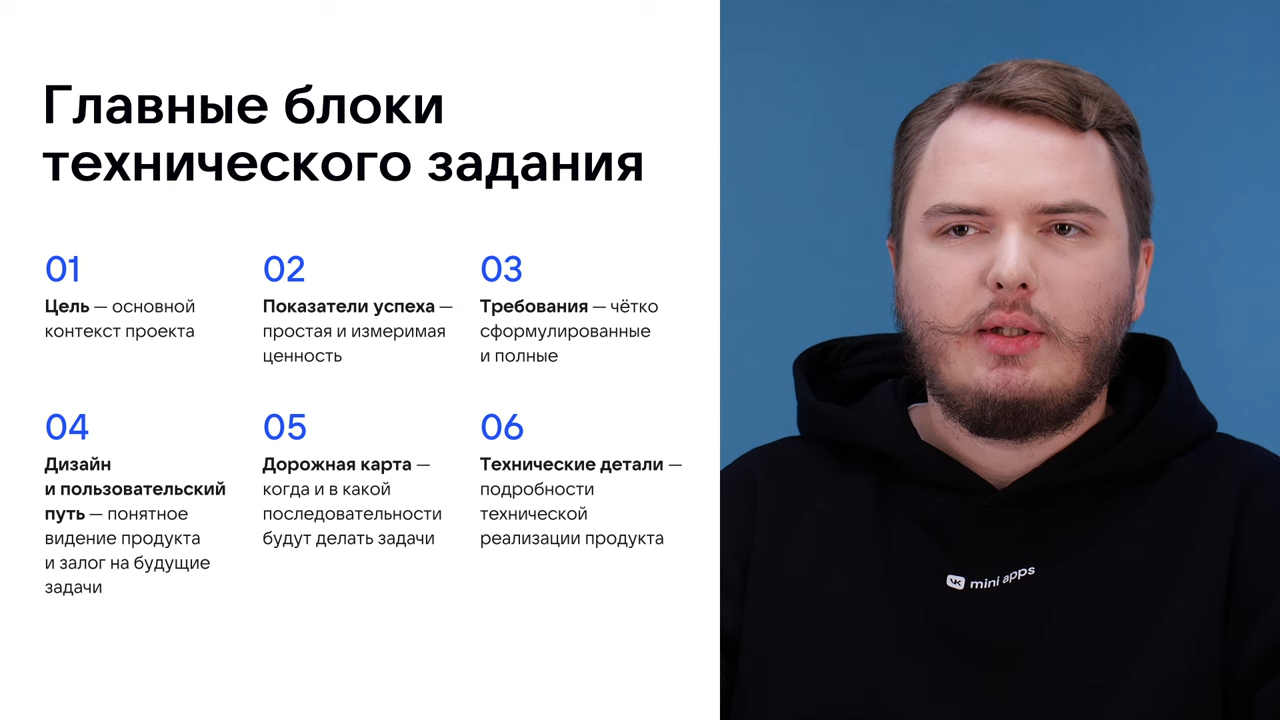 Главные блоки
технического задания
01
Цель — основной
контекст проекта
02
Показатели успеха —
простая и измеримая
ценность
03
Требования — чётко
сформулированные
и полные
04
Дизайн
и пользовательский
путь — понятное
видение продукта
и залог на будущие
задачи
05
Дорожная карта —
когда и в какой
последовательности
будут делать задачи
06
Технические детали —
подробности
технической
реализации продукта
VK mini apps